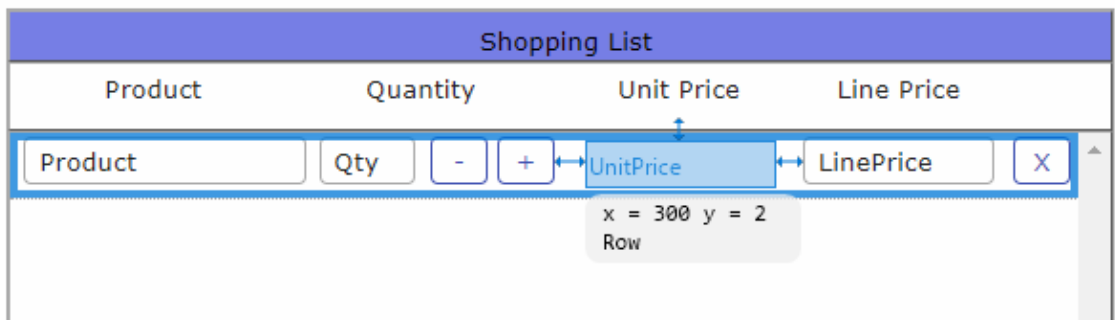 Shopping List
Product Quantity Unit Price Line Price
Product Qty - + UnitPrice LinePrice X
x = 300 y = 2
Row